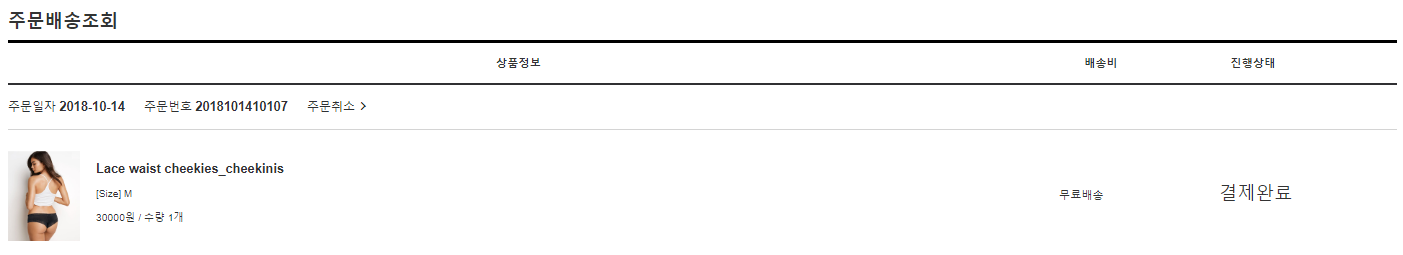 주문배송조회
상품정보 배송비 진행상태
주문일자 2018-10-14 주문번호 2018101410107 주문취소 >
Lace waist cheekies_cheekinis
[Size] M
30000원 / 수량 1개
무료배송 결제완료